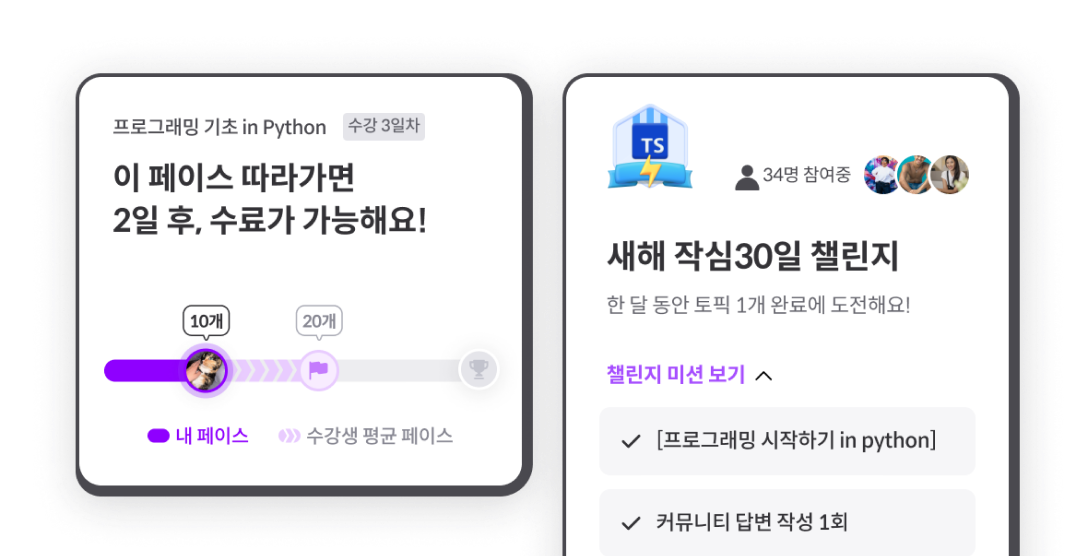 프로그래밍 기초 in Python 수강 3일차
이 페이스 따라가면
2일 후, 수료가 가능해요!
10개 20개
내 페이스 수강생 평균 페이스
TS
34명 참여중
새해 작심30일 챌린지
한 달 동안 토픽 1개 완료에 도전해요!
챌린지 미션 보기
[프로그래밍 시작하기 in python]
커뮤니티 답변 작성 1회